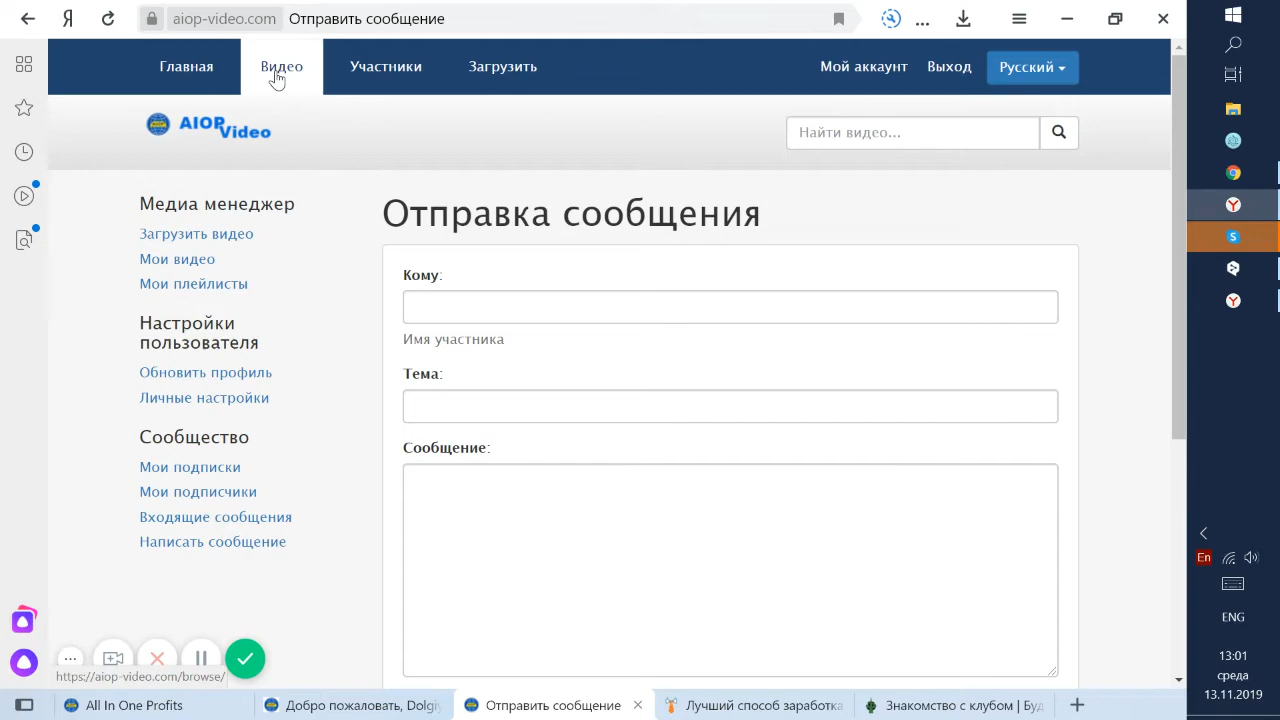 aiop-video.com Отправить сообщение
Главная Видео Участники Загрузить Мой аккаунт Выход Русский
AIOP Video
Найти видео...
Медиа менеджер
Загрузить видео
Мои видео
Мои плейлисты
Настройки
пользователя
Обновить профиль
Личные настройки
Сообщество
Мои подписки
Мои подписчики
Входящие сообщения
Написать сообщение
Отправка сообщения
Кому:
Имя участника
Тема:
Сообщение:
https://aiop-video.com/browse/
All In One Profits
Добро пожаловать, Dolgiy
Отправить сообщение
Лучший способ заработка
Знакомство с клубом | Буд
En
ENG
13:01
среда
13.11.2019